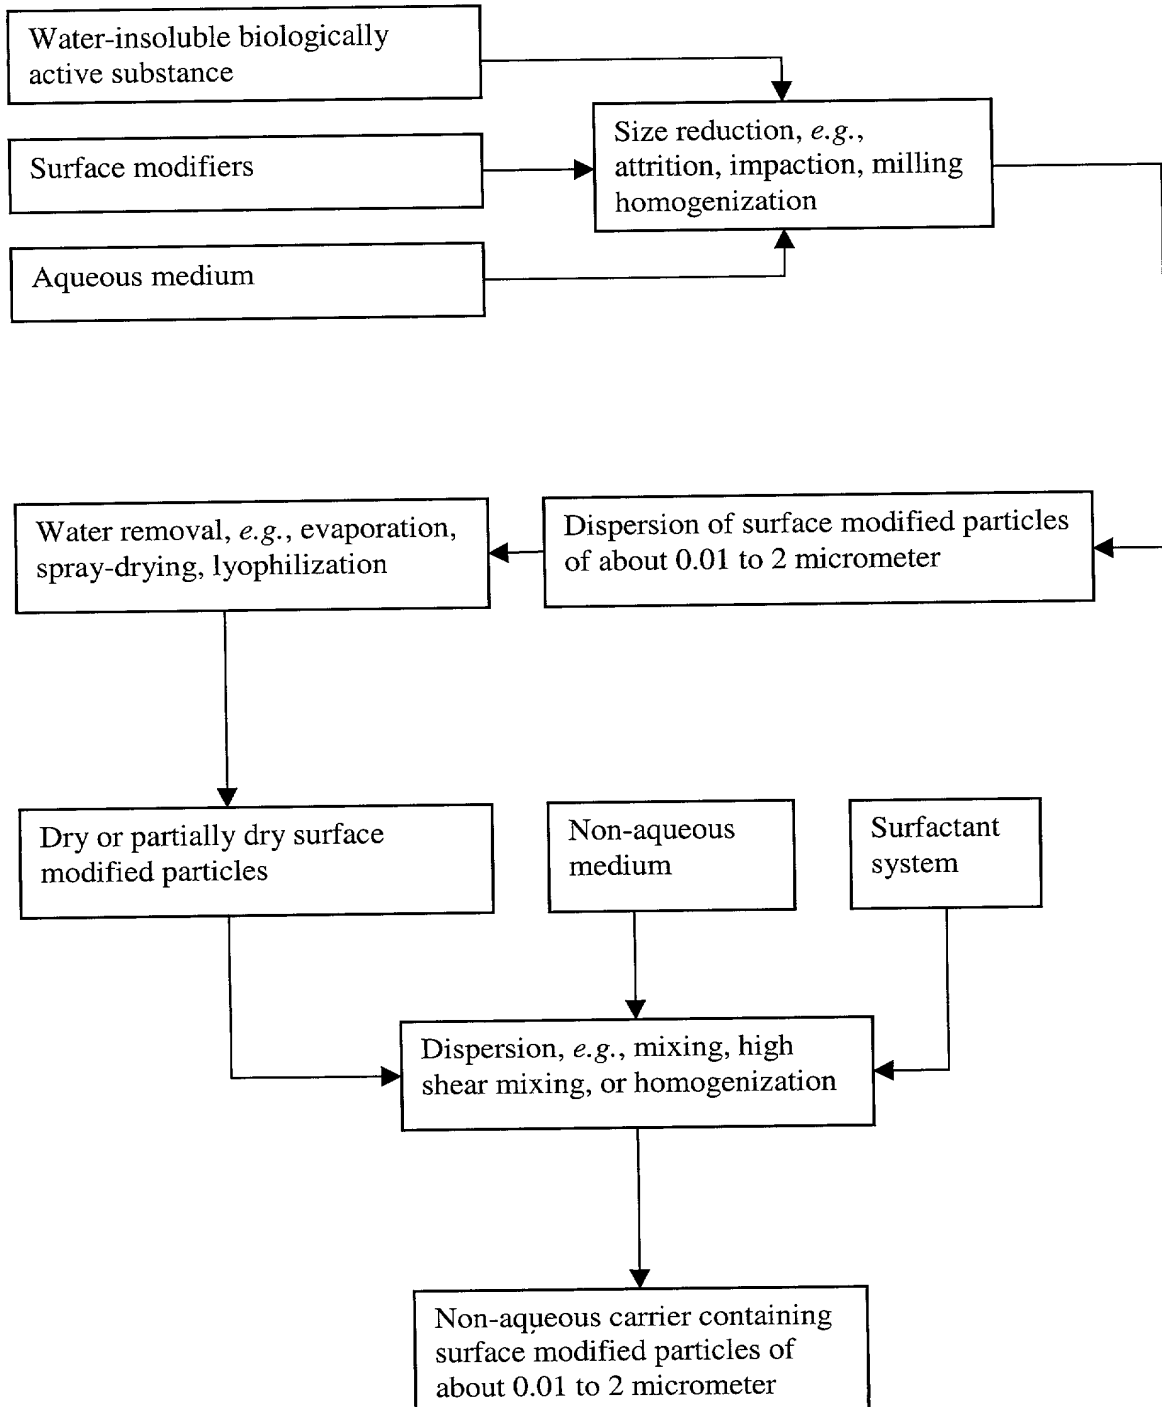 Water-insoluble biologically
active substance
Surface modifiers
Aqueous medium
Size reduction, e.g.,
attrition, impaction, milling
homogenization
Water removal, e.g., evaporation,
spray-drying, lyophilization
Dispersion of surface modified particles
of about 0.01 to 2 micrometer
Dry or partially dry surface
modified particles
Non-aqueous
medium
Surfactant
system
Dispersion, e.g., mixing, high
shear mixing, or homogenization
Non-aqueous carrier containing
surface modified particles of
about 0.01 to 2 micrometer